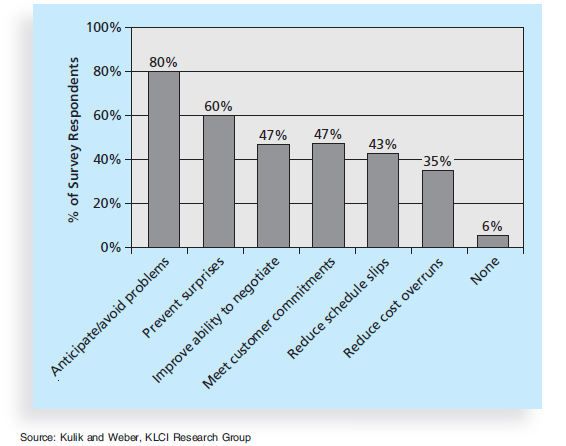 100%
80%
60%
40%
20%
0%
% of Survey Respondents
80%
60%
47%
47%
43%
35%
6%
Anticipate/avoid problems
Prevent surprises
Improve ability to negotiate
Meet customer commitments
Reduce schedule slips
Reduce cost overruns
None
Source: Kulik and Weber, KLCI Research Group